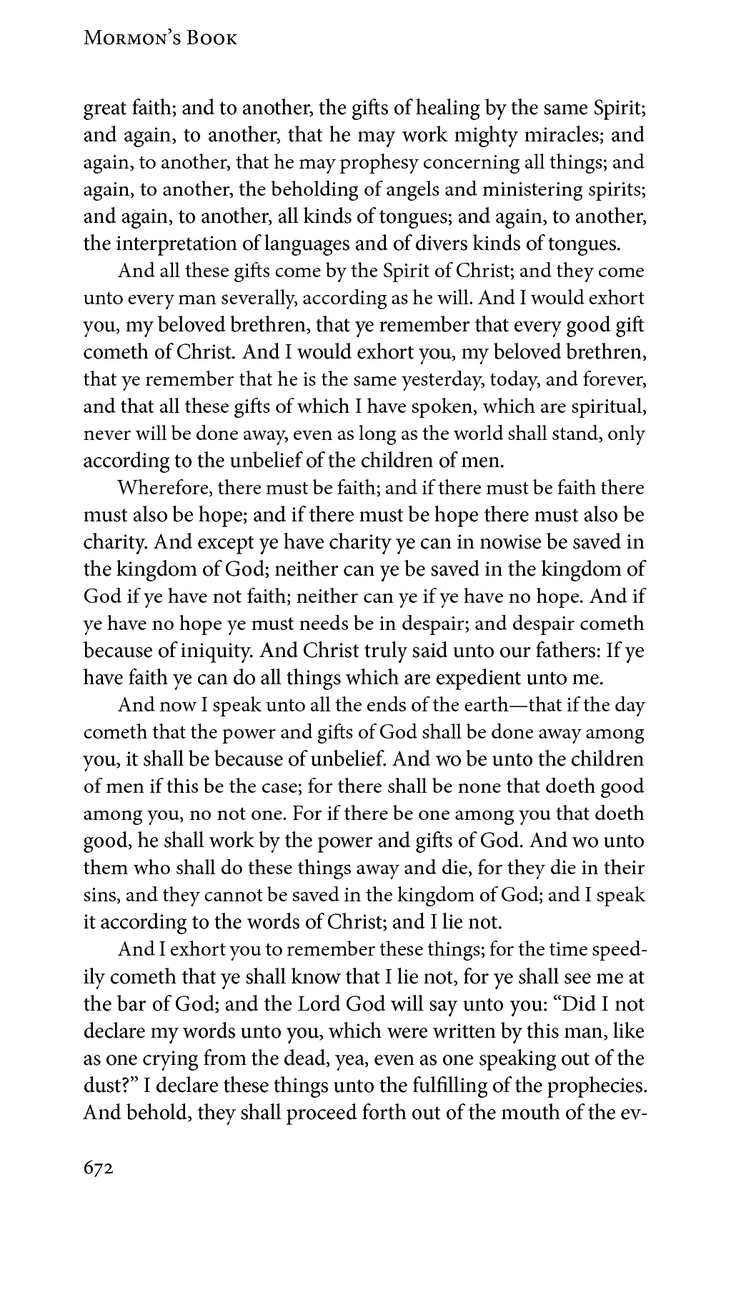 Mormon’s Book
great faith; and to another, the gifts of healing by the same Spirit;
and again, to another, that he may work mighty miracles; and
again, to another, that he may prophesy concerning all things; and
again, to another, the beholding of angels and ministering spirits;
and again, to another, all kinds of tongues; and again, to another,
the interpretation of languages and of divers kinds of tongues.
And all these gifts come by the Spirit of Christ; and they come
unto every man severally, according as he will. And I would exhort
you, my beloved brethren, that ye remember that every good gift
cometh of Christ. And I would exhort you, my beloved brethren,
that ye remember that he is the same yesterday, today, and forever,
and that all these gifts of which I have spoken, which are spiritual,
never will be done away, even as long as the world shall stand, only
according to the unbelief of the children of men.
Wherefore, there must be faith; and if there must be faith there
must also be hope; and if there must be hope there must also be
charity. And except ye have charity ye can in nowise be saved in
the kingdom of God; neither can ye be saved in the kingdom of
God if ye have not faith; neither can ye if ye have no hope. And if
ye have no hope ye must needs be in despair; and despair cometh
because of iniquity. And Christ truly said unto our fathers: If ye
have faith ye can do all things which are expedient unto me.
And now I speak unto all the ends of the earth—that if the day
cometh that the power and gifts of God shall be done away among
you, it shall be because of unbelief. And wo be unto the children
of men if this be the case; for there shall be none that doeth good
among you, no not one. For if there be one among you that doeth
good, he shall work by the power and gifts of God. And wo unto
them who shall do these things away and die, for they die in their
sins, and they cannot be saved in the kingdom of God; and I speak
it according to the words of Christ; and I lie not.
And I exhort you to remember these things; for the time speed-
ily cometh that ye shall know that I lie not, for ye shall see me at
the bar of God; and the Lord God will say unto you: “Did I not
declare my words unto you, which were written by this man, like
as one crying from the dead, yea, even as one speaking out of the
dust?” I declare these things unto the fulfilling of the prophecies.
And behold, they shall proceed forth out of the mouth of the ev-
672